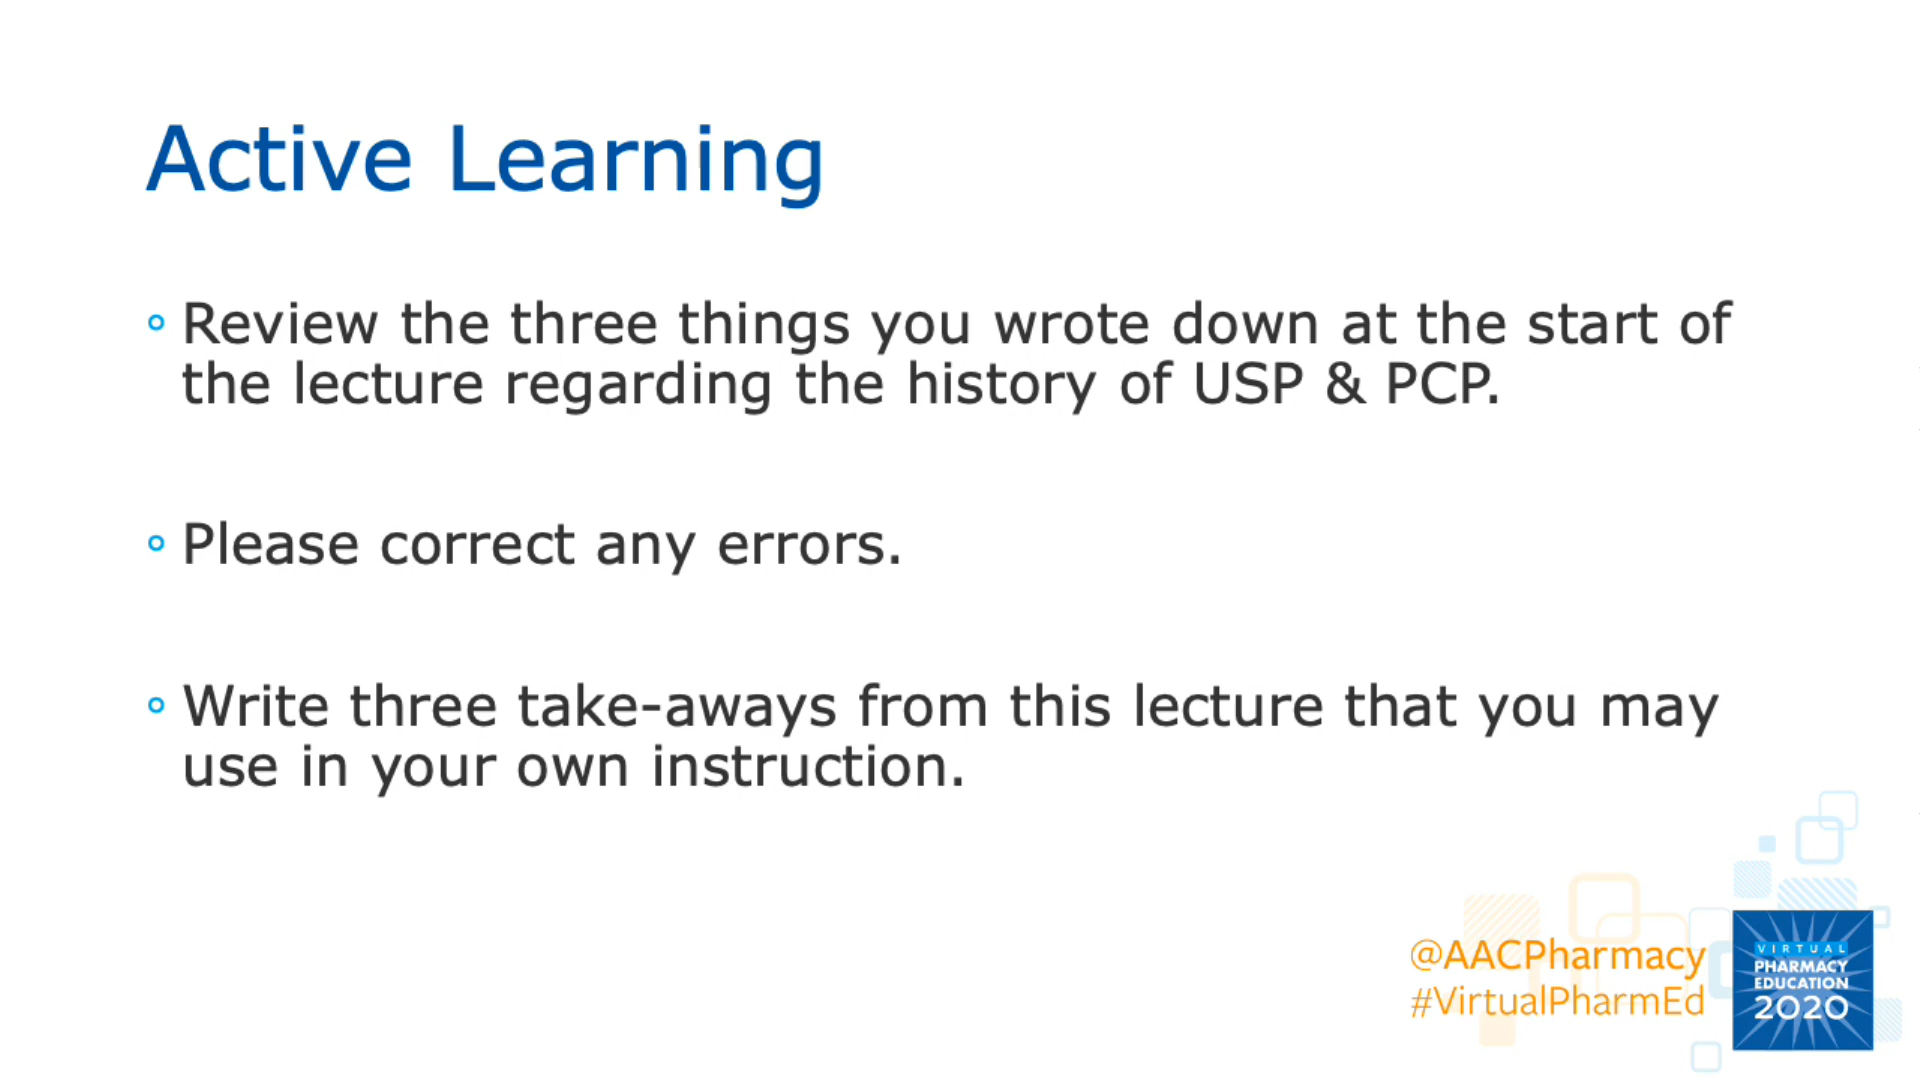 Active Learning
Review the three things you wrote down at the start of
the lecture regarding the history of USP & PCP.
Please correct any errors.
Write three take-aways from this lecture that you may
use in your own instruction.
@AACPharmacy
#VirtualPharmEd
VIRTUAL
PHARMACY
EDUCATION
2020